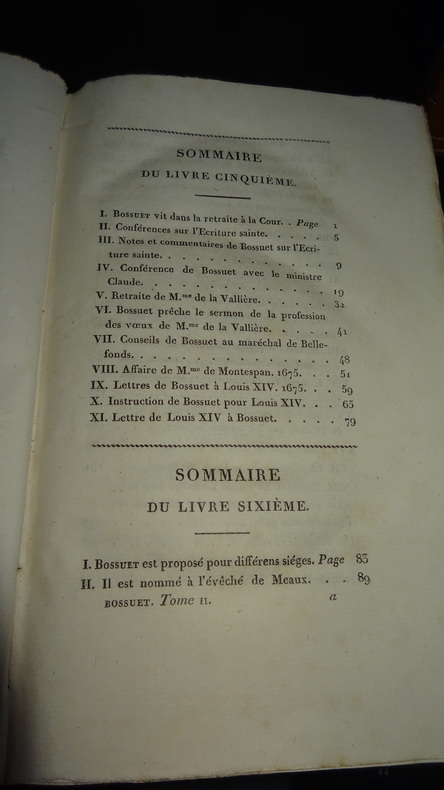 SOMMAIRE
DU LIVRE CINQUIÈME.
I. BOSSUET vit dans la retraite à la Cour. . Page 1
II. Conférences sur l'Ecriture sainte. . . . . 5
III. Notes et commentaires de Bossuet sur l'Ecri-
ture sainte. . . . . . . . . . . . 9
IV. Conférence de Bossuet avec le ministre
Claude. . . . . . . . . . . . . 19
V. Retraite de M.me de la Vallière. . . . . 32
VI. Bossuet prêche le sermon de la profession
des vœux de M.me de la Vallière. . . . . 41
VII. Conseils de Bossuet au maréchal de Belle-
fonds. . . . . . . . . . . . . . 48
VIII. Affaire de M.me de Montespan. 1675. . . 51
IX. Lettres de Bossuet à Louis XIV. 1675. . . 59
X. Instruction de Bossuet pour Louis XIV. . . 65
XI. Lettre de Louis XIV à Bossuet. . . . . 79
SOMMAIRE
DU LIVRE SIXIÈME.
I. BOSSUET est proposé pour différens siéges. Page 83
II. Il est nommé à l'évêché de Meaux. . . 89
BOSSUET. Tome II. a